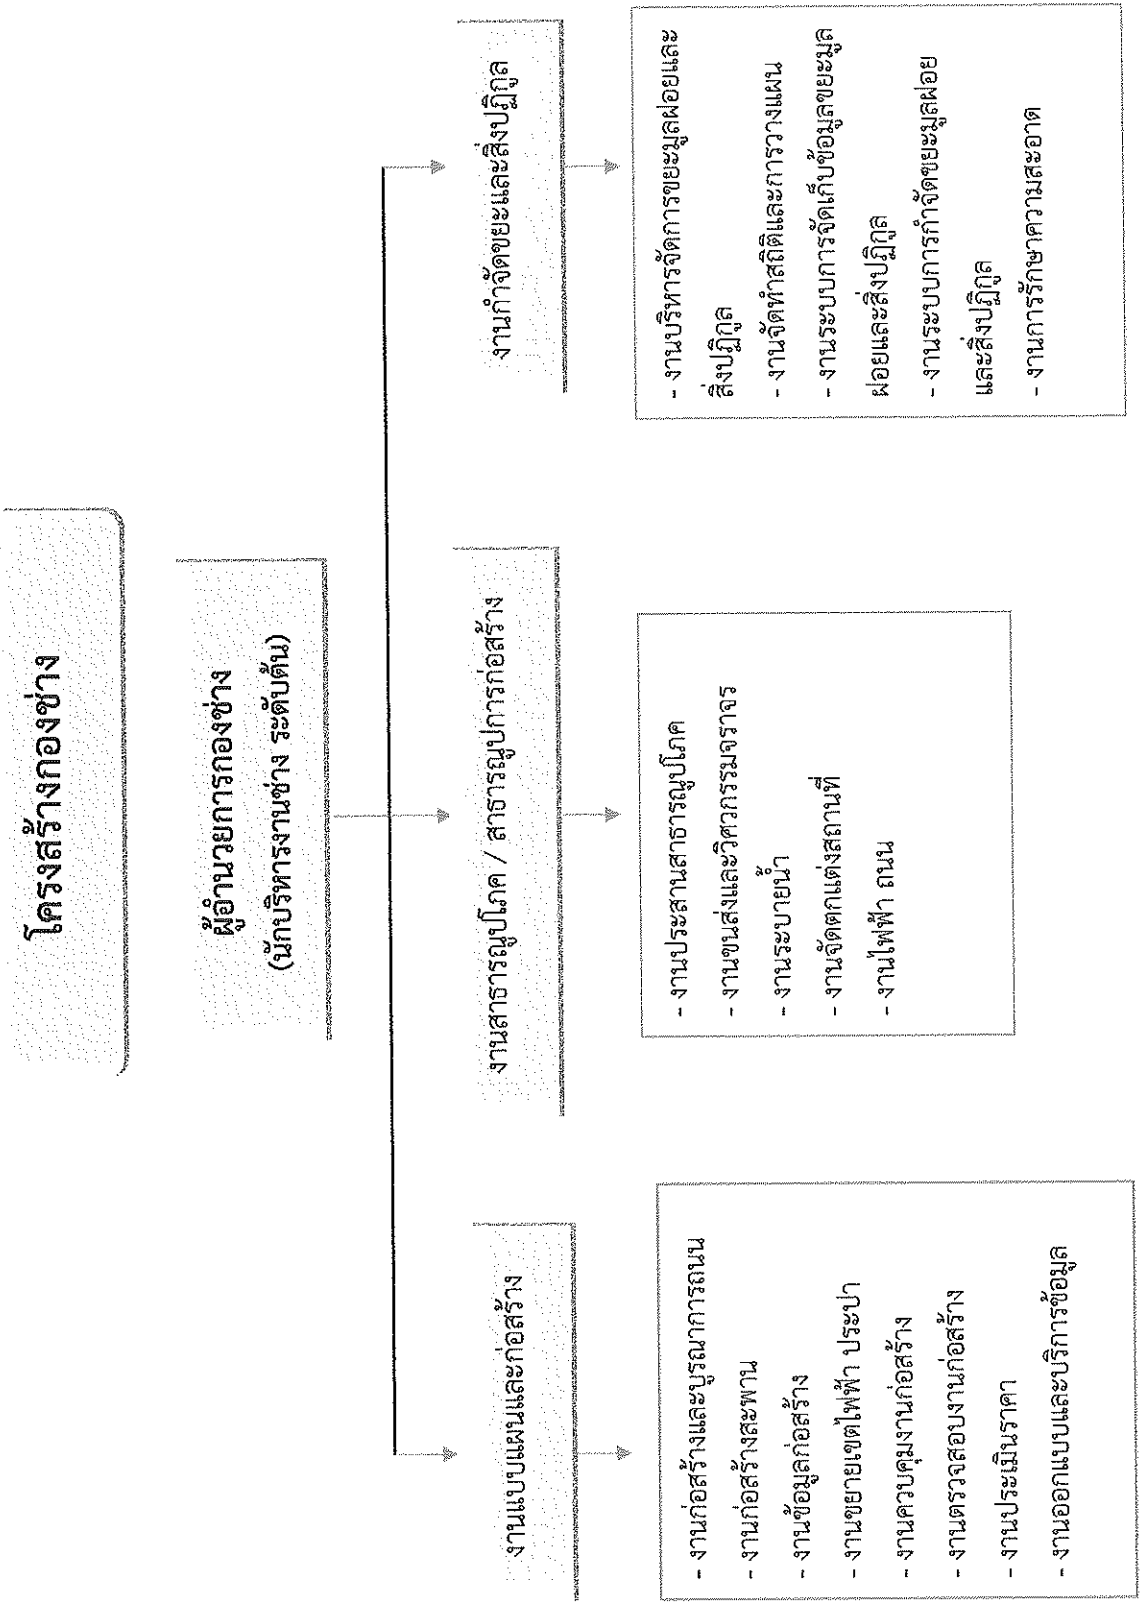 โครงสร้างกองช่าง
ผู้อำนวยการกองช่าง
(นักบริหารงานช่าง ระดับต้น)
งานแบบแผนและก่อสร้าง
- งานก่อสร้างและบูรณาการถนน
- งานก่อสร้างสะพาน
- งานข้อมูลก่อสร้าง
- งานขยายเขตไฟฟ้า ประปา
- งานควบคุมงานก่อสร้าง
- งานตรวจสอบงานก่อสร้าง
- งานประเมินราคา
- งานออกแบบและบริการข้อมูล
งานสาธารณูปโภค / สาธารณูปการก่อสร้าง
- งานประสานสาธารณูปโภค
- งานขนส่งและวิศวกรรมจราจร
- งานระบายน้ำ
- งานจัดตกแต่งสถานที่
- งานไฟฟ้า ถนน
งานกำจัดขยะและสิ่งปฏิกูล
- งานบริหารจัดการขยะมูลฝอยและ
สิ่งปฏิกูล
- งานจัดทำสถิติและการวางแผน
- งานระบบการจัดเก็บข้อมูลขยะมูล
ฝอยและสิ่งปฏิกูล
- งานระบบการกำจัดขยะมูลฝอย
และสิ่งปฏิกูล
- งานการรักษาความสะอาด